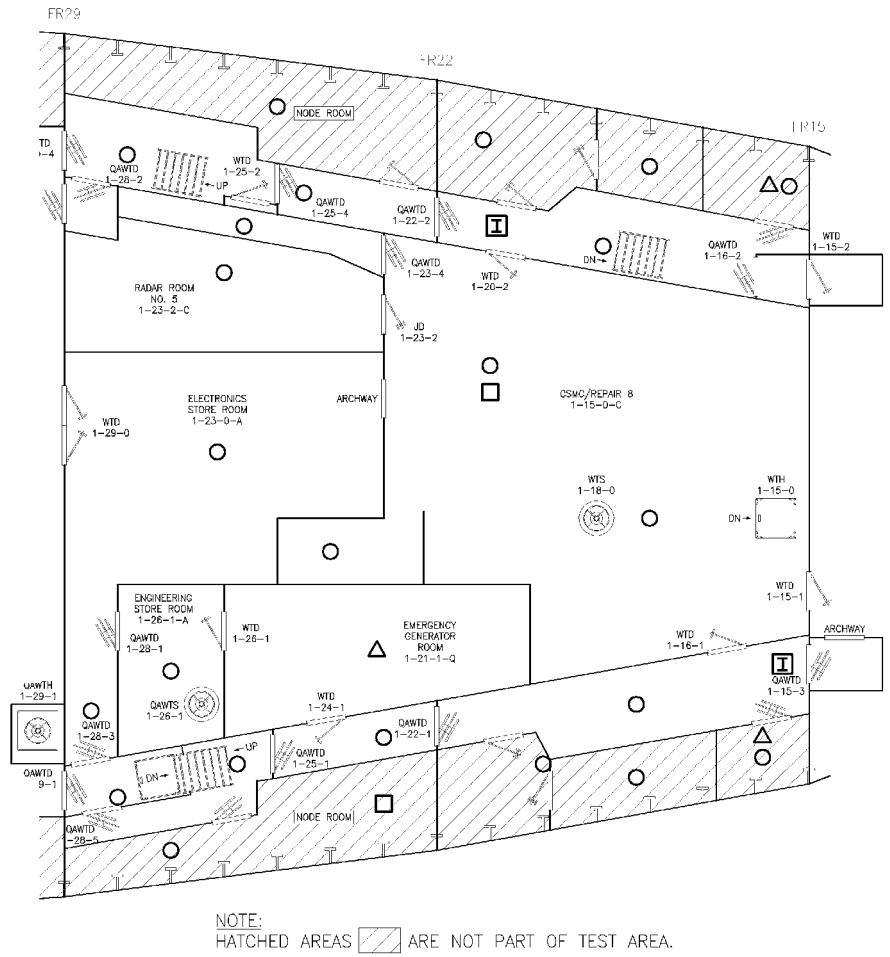 FR29
FR22
FR15
NODE ROOM
TD
QAWTD
1-28-2
WTD
1-25-2
UP
QAWTD
1-25-4
QAWTD
1-22-2
QAWTD
1-23-4
WTD
1-20-2
DN
QAWTD
1-16-2
WTD
1-15-2
RADAR ROOM
NO. 5
1-23-2-C
JD
1-23-2
ELECTRONICS
STORE ROOM
1-23-0-A
ARCHWAY
CSMC/REPAIR 8
1-15-0-C
WTD
1-29-0
WTS
1-18-0
WTH
1-15-0
DN
ENGINEERING
STORE ROOM
1-26-1-A
QAWTD
1-28-1
WTD
1-26-1
EMERGENCY
GENERATOR
ROOM
1-21-1-Q
WTD
1-16-1
WTD
1-15-1
ARCHWAY
QAWTH
1-29-1
QAWTS
1-26-1
WTD
1-24-1
QAWTD
1-15-3
QAWTD
1-28-3
UP
QAWTD
1-25-1
QAWTD
1-22-1
QAWTD
9-1
DN
QAWTD
1-28-5
NODE ROOM
NOTE:
HATCHED AREAS ARE NOT PART OF TEST AREA.